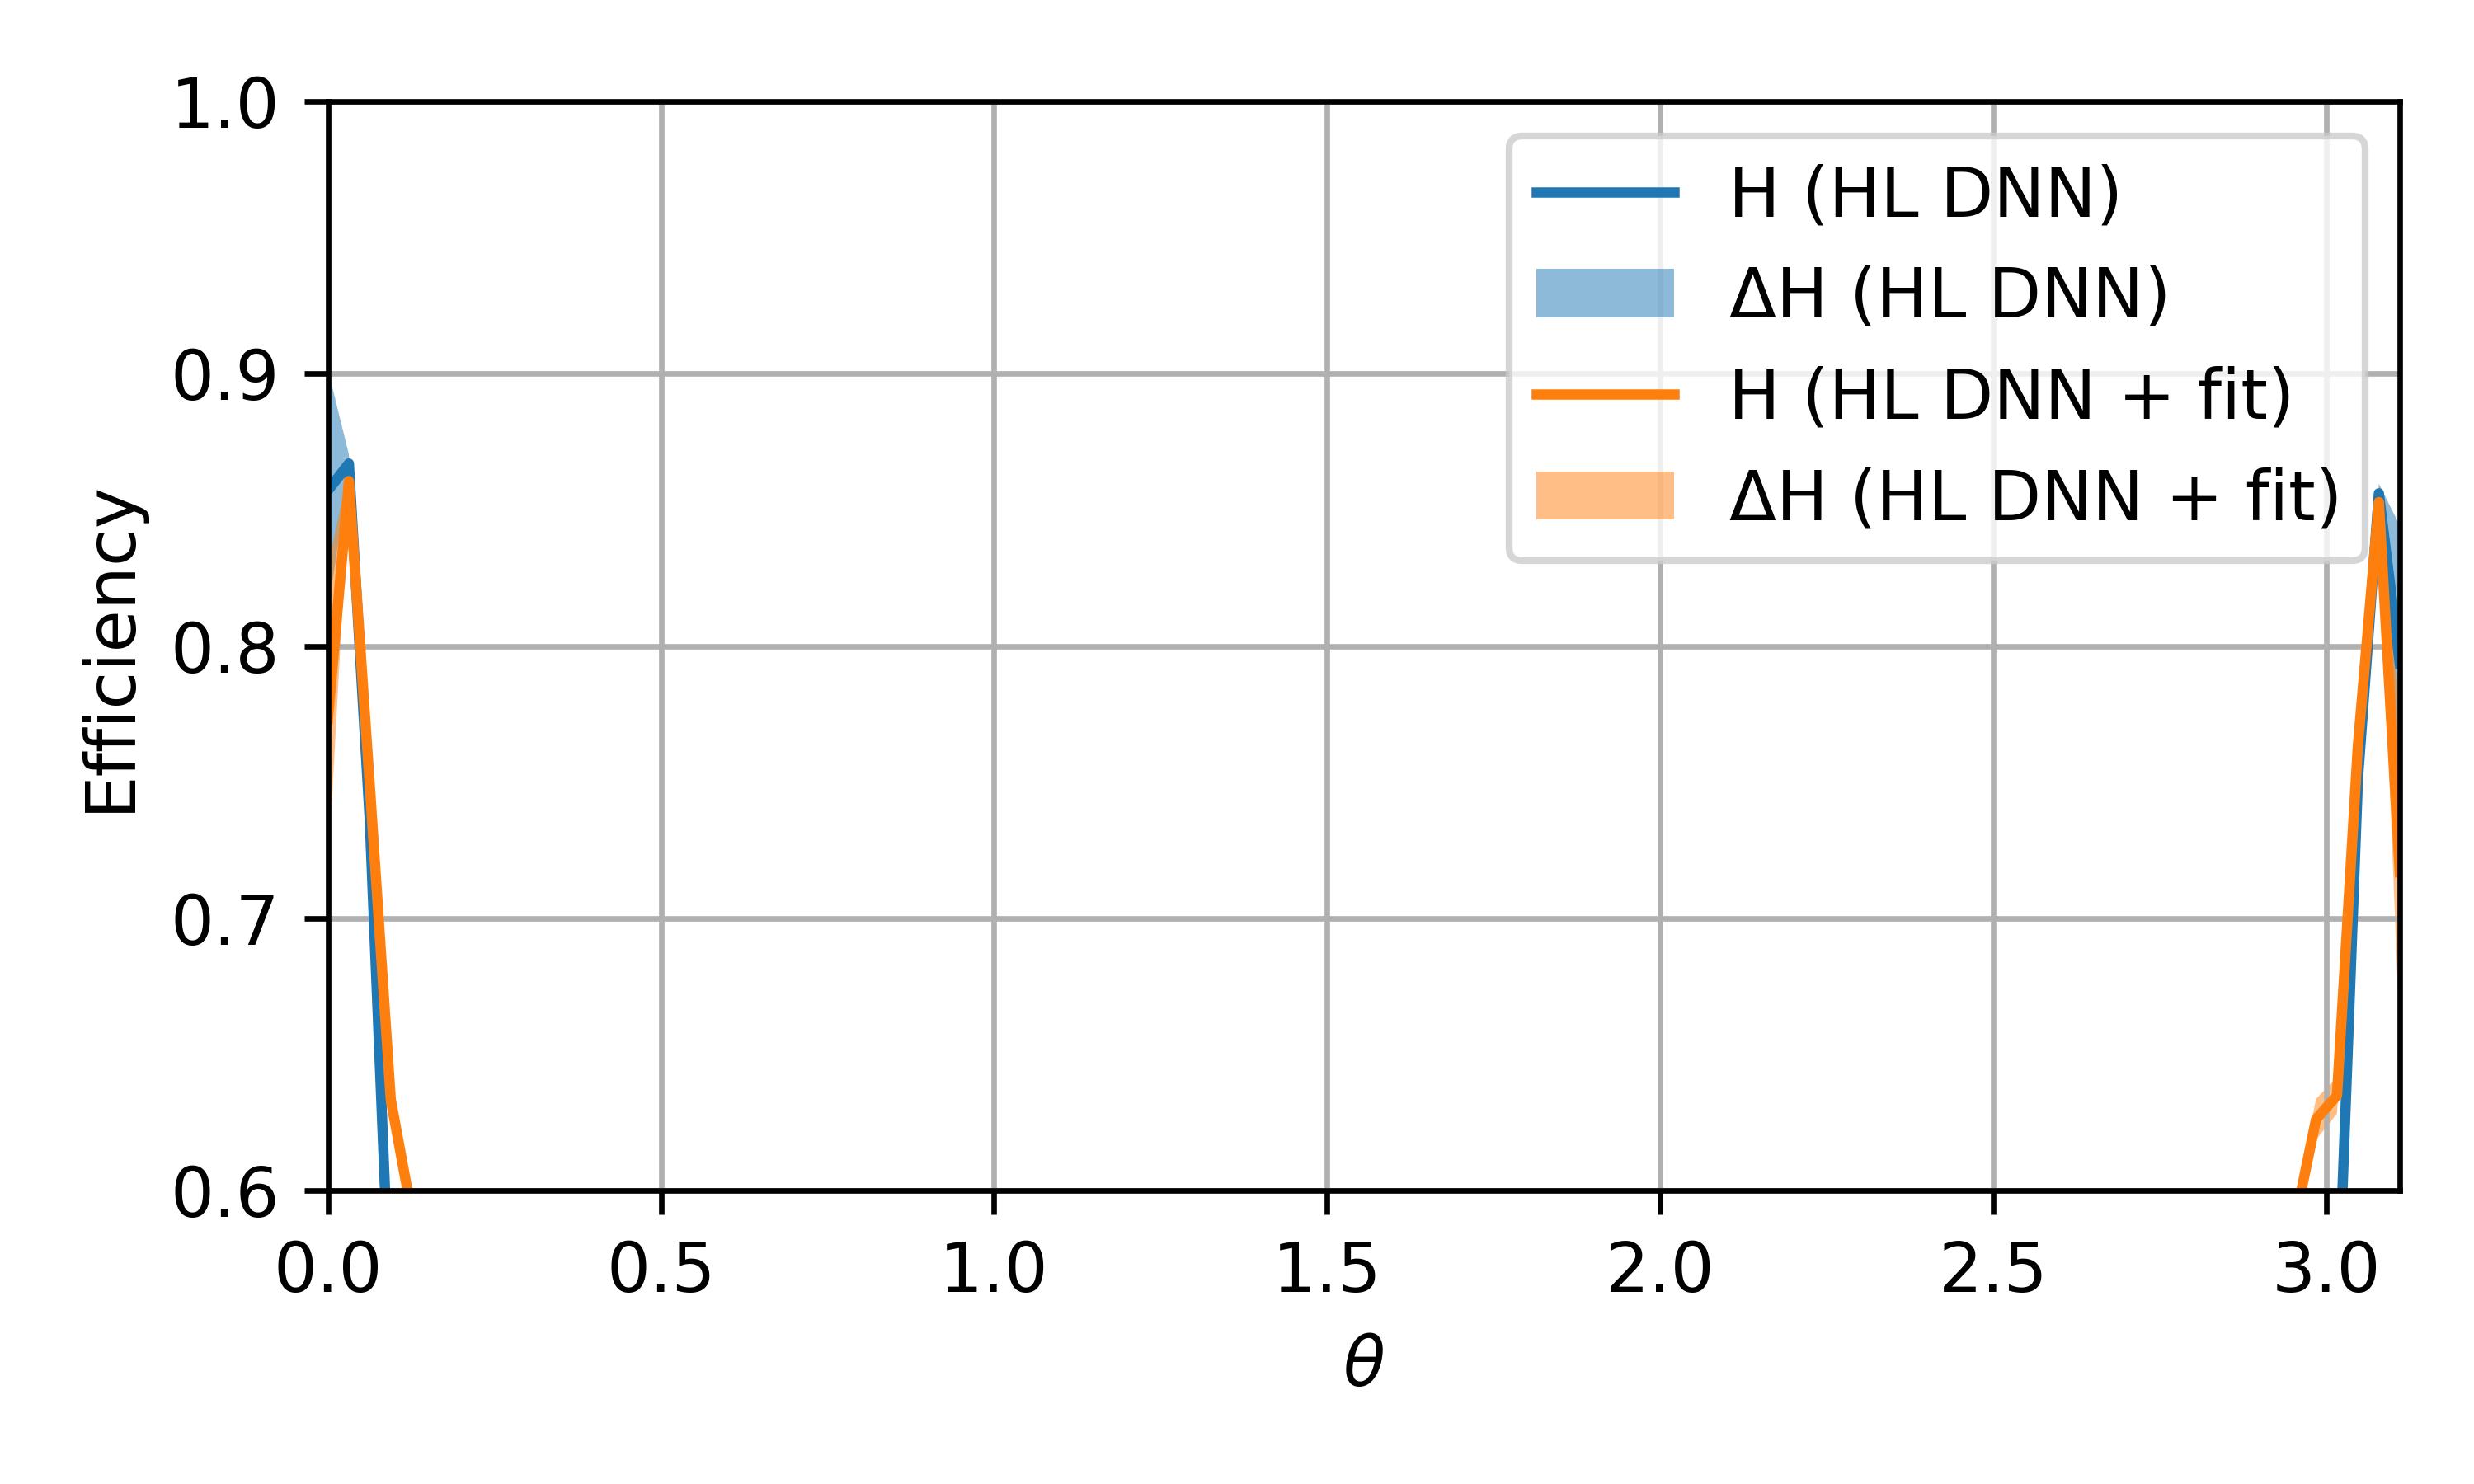 1.0
0.9
0.8
0.7
0.6
Efficiency
0.0 0.5 1.0 1.5 2.0 2.5 3.0
θ
H (HL DNN)
ΔH (HL DNN)
H (HL DNN + fit)
ΔH (HL DNN + fit)